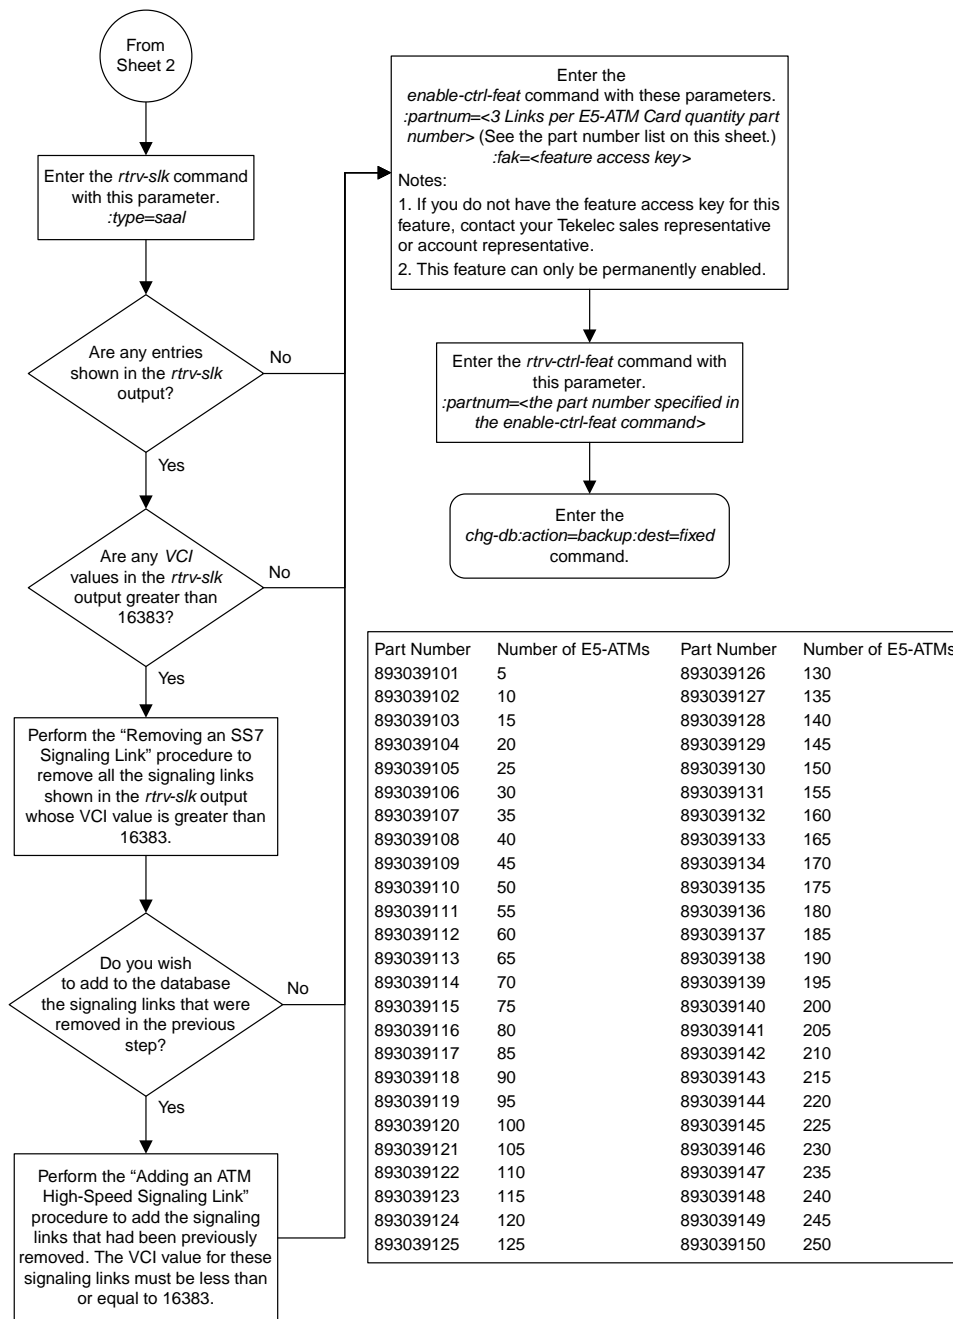 From
Sheet 2
Enter the rtrv-slk command
with this parameter.
:type=saal
Are any entries
shown in the rtrv-slk
output?
No
Yes
Are any VCI
values in the rtrv-slk
output greater than
16383?
No
Yes
Perform the “Removing an SS7
Signaling Link” procedure to
remove all the signaling links
shown in the rtrv-slk output
whose VCI value is greater than
16383.
Do you wish
to add to the database
the signaling links that were
removed in the previous
step?
No
Yes
Perform the “Adding an ATM
High-Speed Signaling Link”
procedure to add the signaling
links that had been previously
removed. The VCI value for these
signaling links must be less than
or equal to 16383.
Enter the
enable-ctrl-feat command with these parameters.
:partnum=<3 Links per E5-ATM Card quantity part
number> (See the part number list on this sheet.)
:fak=<feature access key>
Notes:
1. If you do not have the feature access key for this
feature, contact your Tekelec sales representative
or account representative.
2. This feature can only be permanently enabled.
Enter the rtrv-ctrl-feat command with
this parameter.
:partnum=<the part number specified in
the enable-ctrl-feat command>
Enter the
chg-db:action=backup:dest=fixed
command.
Part Number Number of E5-ATMs Part Number Number of E5-ATMs
893039101 5 893039126 130
893039102 10 893039127 135
893039103 15 893039128 140
893039104 20 893039129 145
893039105 25 893039130 150
893039106 30 893039131 155
893039107 35 893039132 160
893039108 40 893039133 165
893039109 45 893039134 170
893039110 50 893039135 175
893039111 55 893039136 180
893039112 60 893039137 185
893039113 65 893039138 190
893039114 70 893039139 195
893039115 75 893039140 200
893039116 80 893039141 205
893039117 85 893039142 210
893039118 90 893039143 215
893039119 95 893039144 220
893039120 100 893039145 225
893039121 105 893039146 230
893039122 110 893039147 235
893039123 115 893039148 240
893039124 120 893039149 245
893039125 125 893039150 250